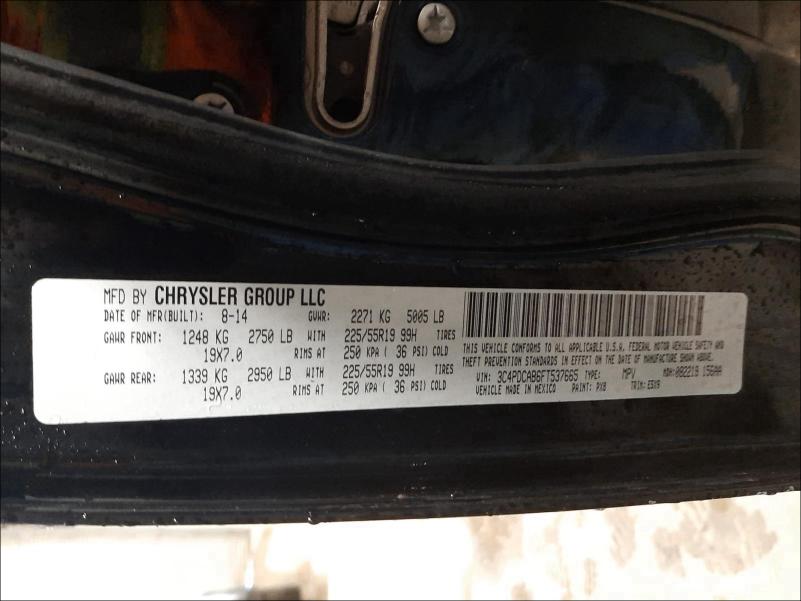 MFD BY CHRYSLER GROUP LLC
DATE OF MFR(BUILT): 8-14 GVWR: 2271 KG 5005 LB
GAWR FRONT: 1248 KG 2750 LB WITH 225/55R19 99H TIRES
19X7.0 RIMS AT 250 KPA ( 36 PSI) COLD
GAWR REAR: 1339 KG 2950 LB WITH 225/55R19 99H TIRES
19X7.0 RIMS AT 250 KPA ( 36 PSI) COLD
THIS VEHICLE CONFORMS TO ALL APPLICABLE U.S.A. FEDERAL MOTOR VEHICLE SAFETY AND
THEFT PREVENTION STANDARDS IN EFFECT ON THE DATE OF MANUFACTURE SHOWN ABOVE.
VIN: 3C4PDCAB6FT537665 TYPE: MPV MDH: 082219 156AA
VEHICLE MADE IN MEXICO PAINT: PX8 TRIM: E5X9